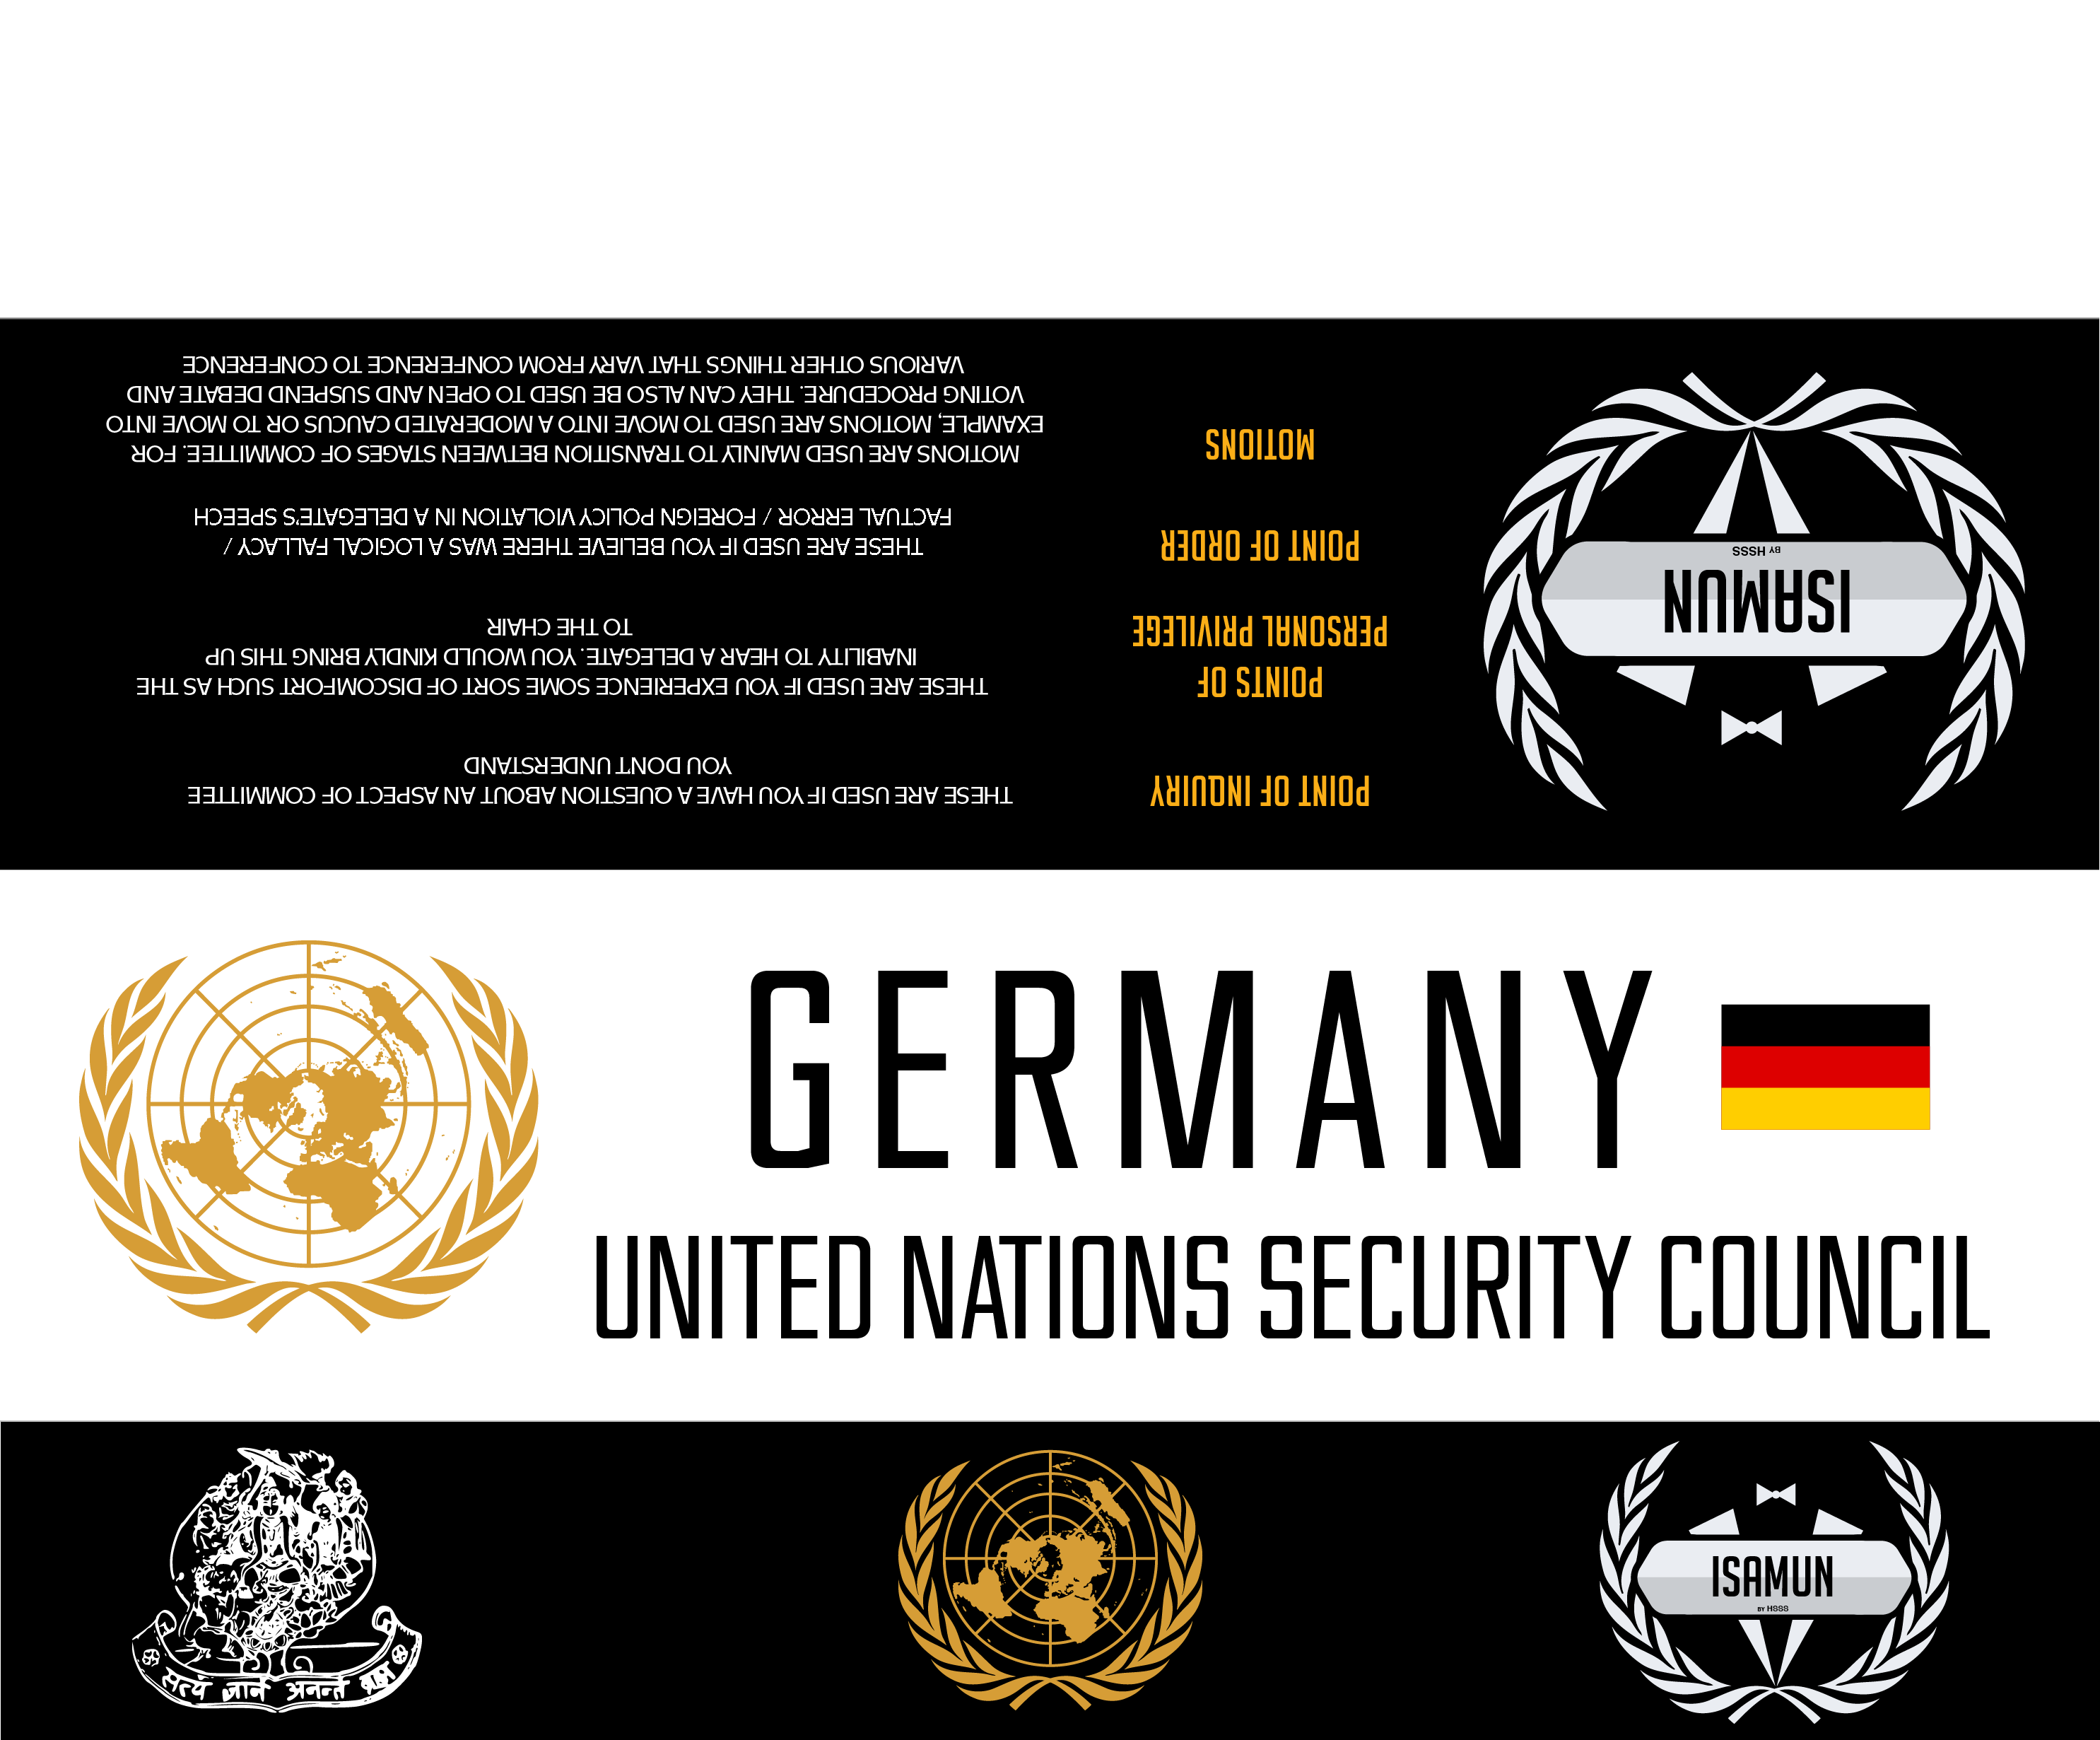 POINT OF INQUIRY
THESE ARE USED IF YOU HAVE A QUESTION ABOUT AN ASPECT OF COMMITTEE
YOU DON'T UNDERSTAND
POINTS OF
PERSONAL PRIVILEGE
THESE ARE USED IF YOU EXPERIENCE SOME SORT OF DISCOMFORT SUCH AS THE
INABILITY TO HEAR A DELEGATE. YOU WOULD KINDLY BRING THIS UP
TO THE CHAIR
POINT OF ORDER
THESE ARE USED IF YOU BELIEVE THERE WAS A LOGICAL FALLACY /
FACTUAL ERROR / FOREIGN POLICY VIOLATION IN A DELEGATE'S SPEECH
MOTIONS
MOTIONS ARE USED MAINLY TO TRANSITION BETWEEN STAGES OF COMMITTEE. FOR
EXAMPLE, MOTIONS ARE USED TO MOVE INTO A MODERATED CAUCUS OR TO MOVE INTO
VOTING PROCEDURE. THEY CAN ALSO BE USED TO OPEN AND SUSPEND DEBATE AND
VARIOUS OTHER THINGS THAT VARY FROM CONFERENCE TO CONFERENCE
ISAMUN
BY HSSS
GERMANY
UNITED NATIONS SECURITY COUNCIL
सत्यं ज्ञानं अनन्तं ब्रह्म
ISAMUN
BY HSSS